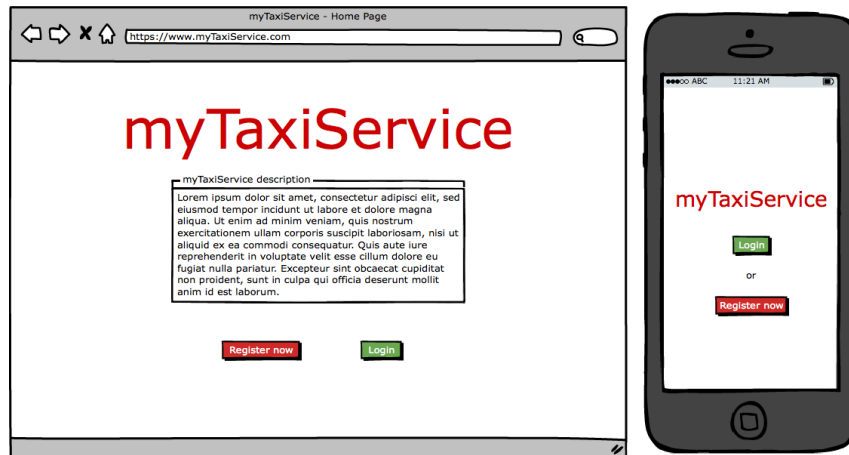 myTaxiService - Home Page
https://www.myTaxiService.com
myTaxiService
myTaxiService description
Lorem ipsum dolor sit amet, consectetur adipisci elit, sed
eiusmod tempor incidunt ut labore et dolore magna
aliqua. Ut enim ad minim veniam, quis nostrum
exercitationem ullam corporis suscipit laboriosam, nisi ut
aliquid ex ea commodi consequatur. Quis aute iure
reprehenderit in voluptate velit esse cillum dolore eu
fugiat nulla pariatur. Excepteur sint obcaecat cupiditat
non proident, sunt in culpa qui officia deserunt mollit
anim id est laborum.
Register now
Login
ABC
11:21 AM
myTaxiService
Login
or
Register now